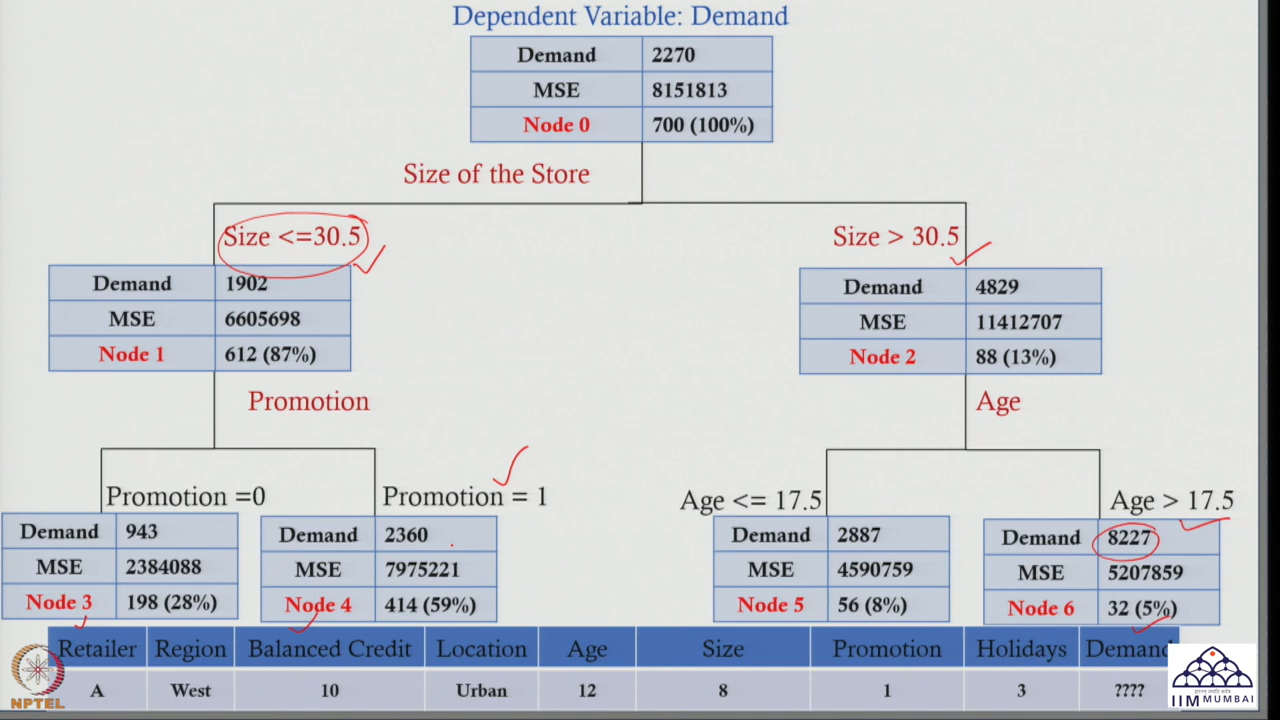 Dependent Variable: Demand
Demand 2270
MSE 8151813
Node 0 700 (100%)
Size of the Store
Size <=30.5
Size > 30.5
Demand 1902
MSE 6605698
Node 1 612 (87%)
Demand 4829
MSE 11412707
Node 2 88 (13%)
Promotion
Age
Promotion =0
Promotion = 1
Age <= 17.5
Age > 17.5
Demand 943
MSE 2384088
Node 3 198 (28%)
Demand 2360
MSE 7975221
Node 4 414 (59%)
Demand 2887
MSE 4590759
Node 5 56 (8%)
Demand 8227
MSE 5207859
Node 6 32 (5%)
Retailer Region Balanced Credit Location Age Size Promotion Holidays Demand
A West 10 Urban 12 8 1 3 ????
NPTEL
IIM MUMBAI